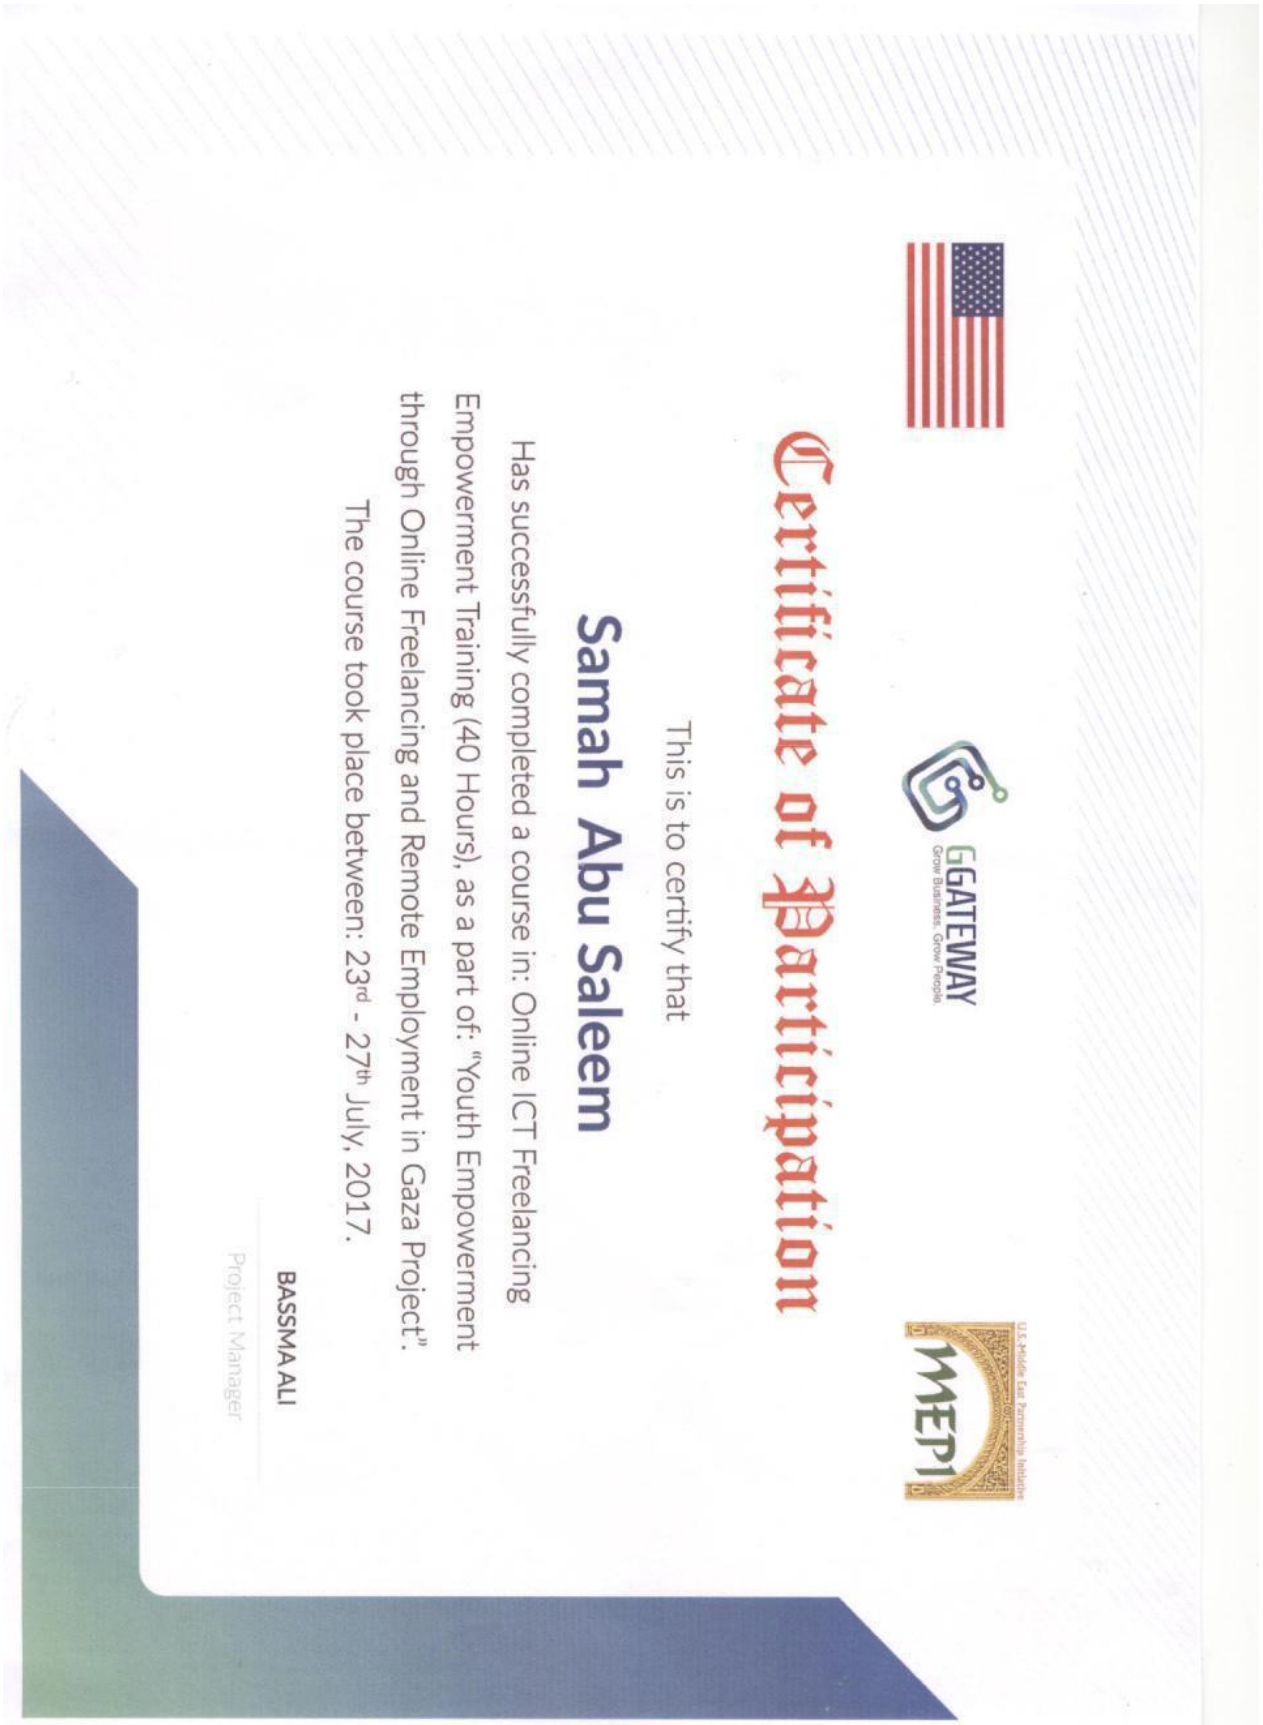 GGATEWAY
Grow Business. Grow People.
U.S.-Middle East Partnership Initiative
MEPI
Certificate of Participation
This is to certify that
Samah Abu Saleem
Has successfully completed a course in: Online ICT Freelancing
Empowerment Training (40 Hours), as a part of: “Youth Empowerment
through Online Freelancing and Remote Employment in Gaza Project”.
The course took place between: 23rd - 27th July, 2017.
BASSMA ALI
Project Manager